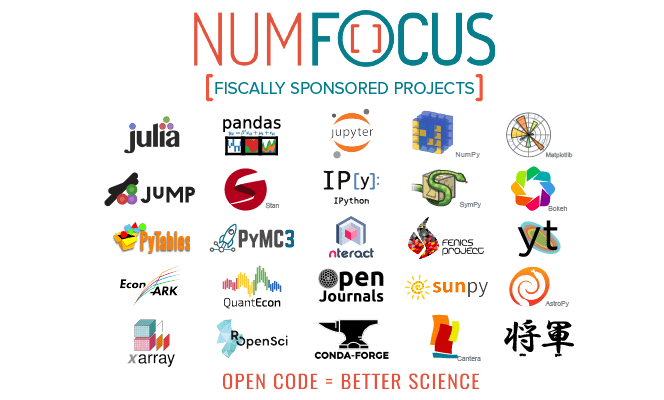 NUMFOCUS
[FISCALLY SPONSORED PROJECTS]
julia
pandas
jupyter
NumPy
Matplotlib
JuMP
Stan
IP[y]:
IPython
SymPy
Bokeh
PyTables
PyMC3
nteract
FENICS
PROJECT
yt
Econ
ARK
QuantEcon
Open
Journals
sunpy
AstroPy
xarray
ROpenSci
CONDA-FORGE
Cantera
将軍
OPEN CODE = BETTER SCIENCE